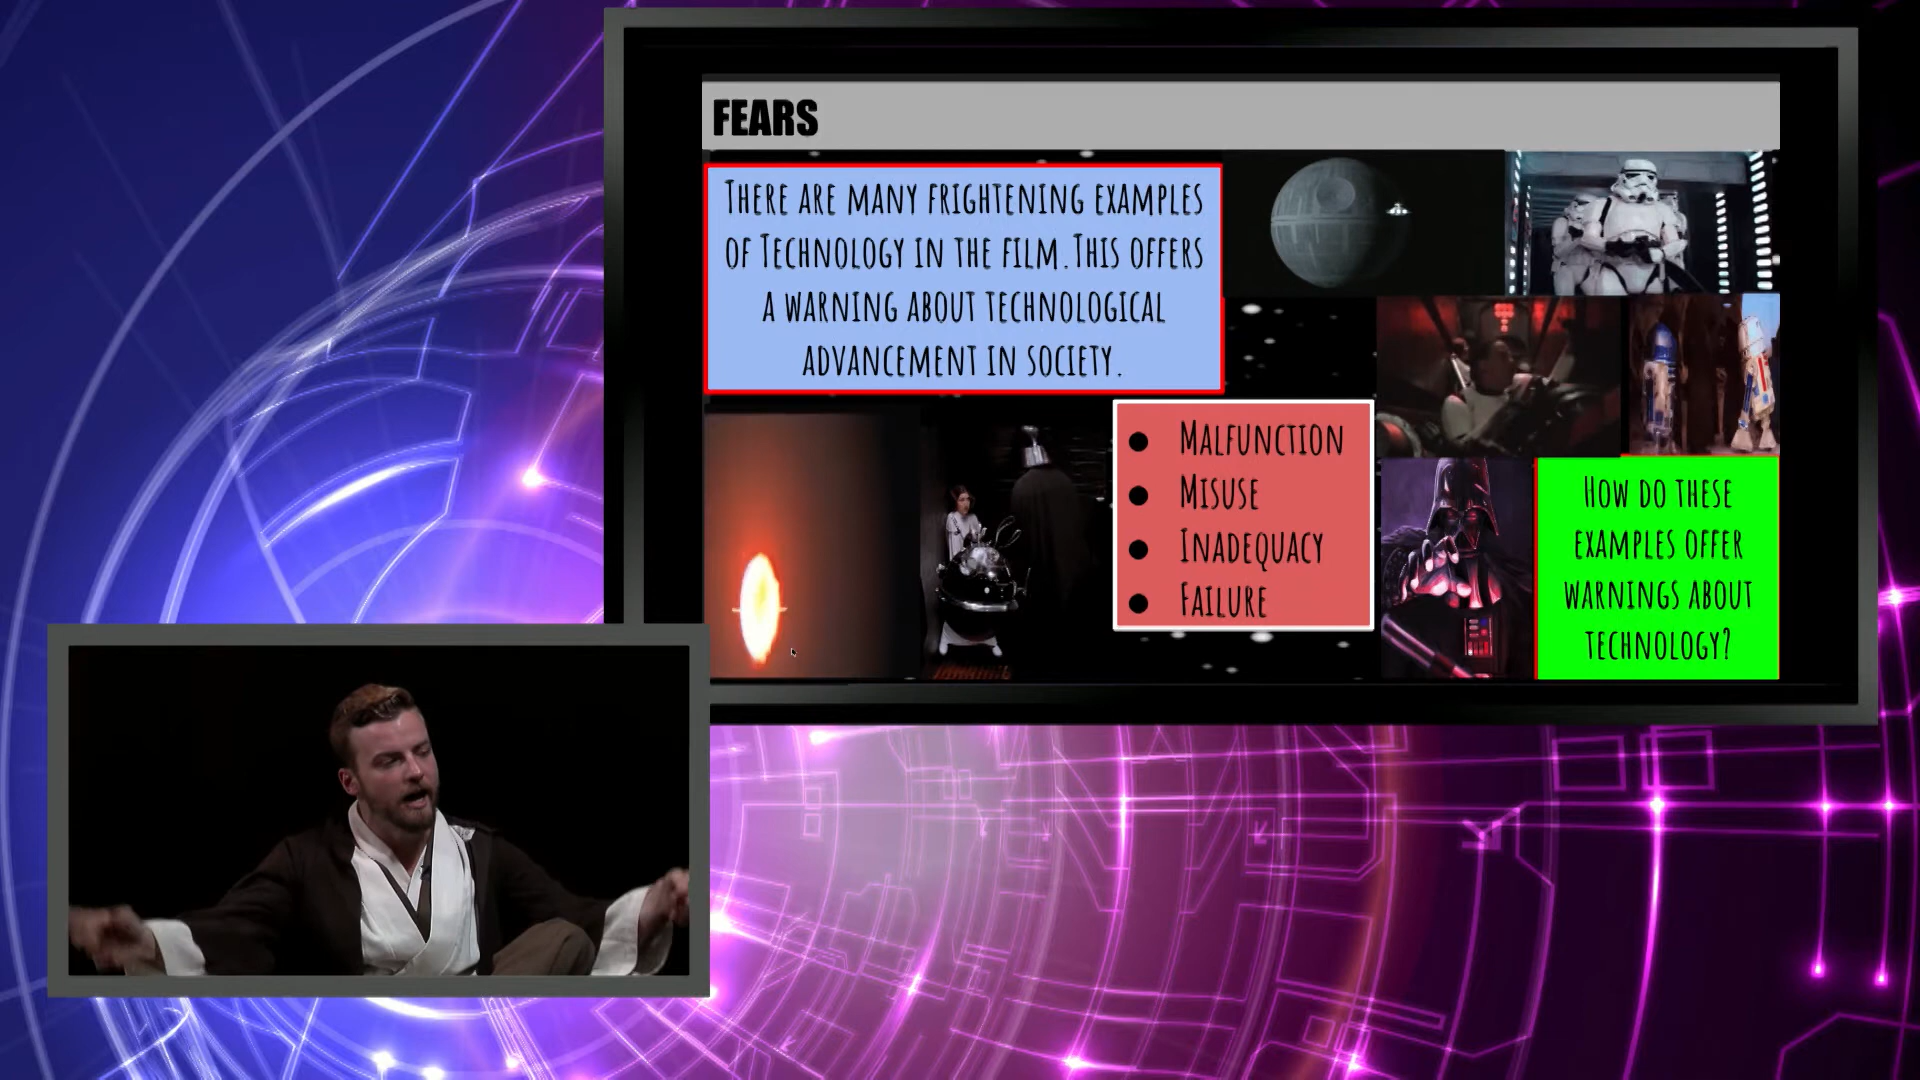 FEARS
THERE ARE MANY FRIGHTENING EXAMPLES
OF TECHNOLOGY IN THE FILM. THIS OFFERS
A WARNING ABOUT TECHNOLOGICAL
ADVANCEMENT IN SOCIETY.
● MALFUNCTION
● MISUSE
● INADEQUACY
● FAILURE
HOW DO THESE
EXAMPLES OFFER
WARNINGS ABOUT
TECHNOLOGY?